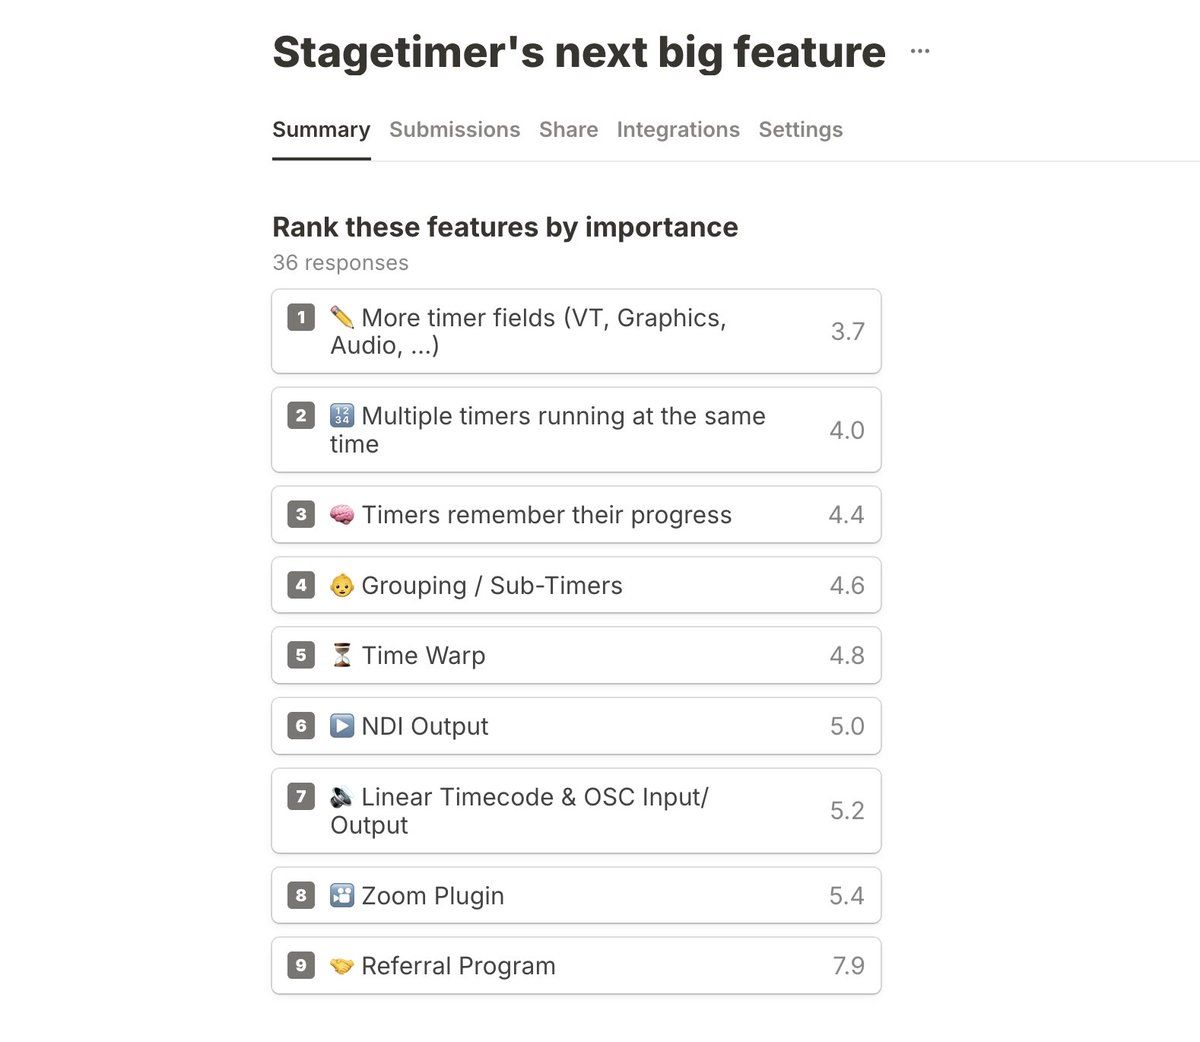 Stagetimer's next big feature ...
Summary Submissions Share Integrations Settings
Rank these features by importance
36 responses
1 ✏️ More timer fields (VT, Graphics,
Audio, ...) 3.7
2 🔢 Multiple timers running at the same
time 4.0
3 🧠 Timers remember their progress 4.4
4 👶 Grouping / Sub-Timers 4.6
5 ⏳ Time Warp 4.8
6 ▶️ NDI Output 5.0
7 🔊 Linear Timecode & OSC Input/
Output 5.2
8 🎦 Zoom Plugin 5.4
9 🤝 Referral Program 7.9